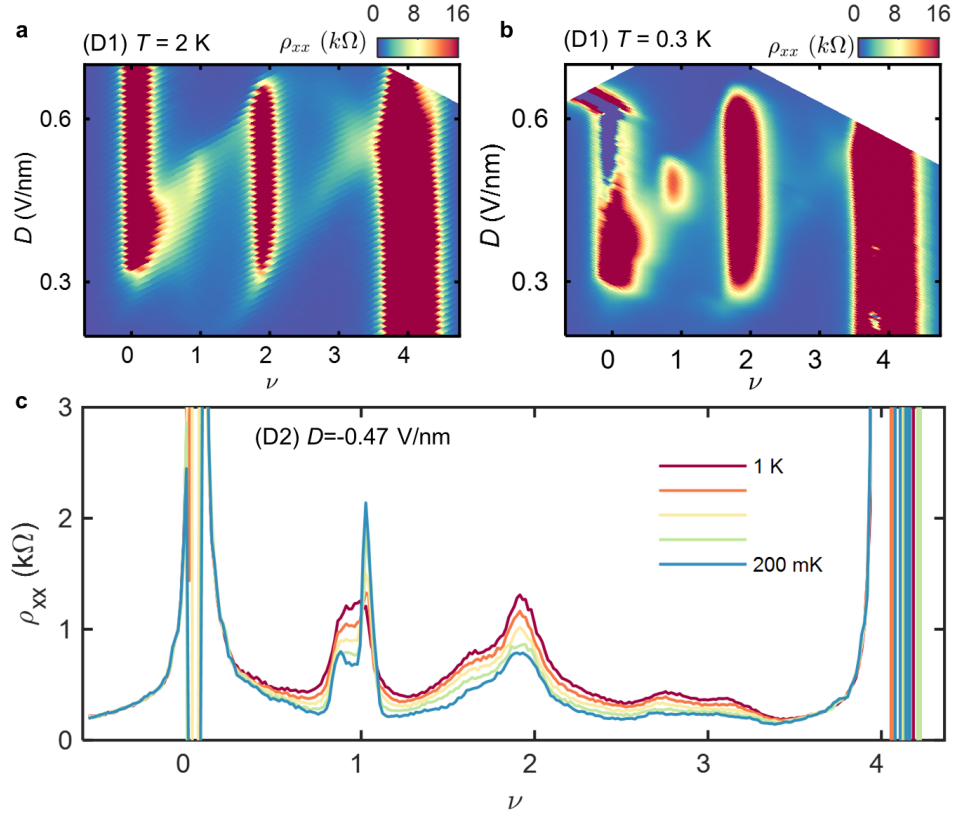 a
(D1) T = 2 K
ρxx (kΩ)
0 8 16
0.6
0.3
D (V/nm)
0 1 2 3 4
ν
b
(D1) T = 0.3 K
ρxx (kΩ)
0 8 16
0.6
0.3
D (V/nm)
0 1 2 3 4
ν
c
(D2) D=-0.47 V/nm
1 K
200 mK
3
2
1
0
ρxx (kΩ)
0 1 2 3 4
ν